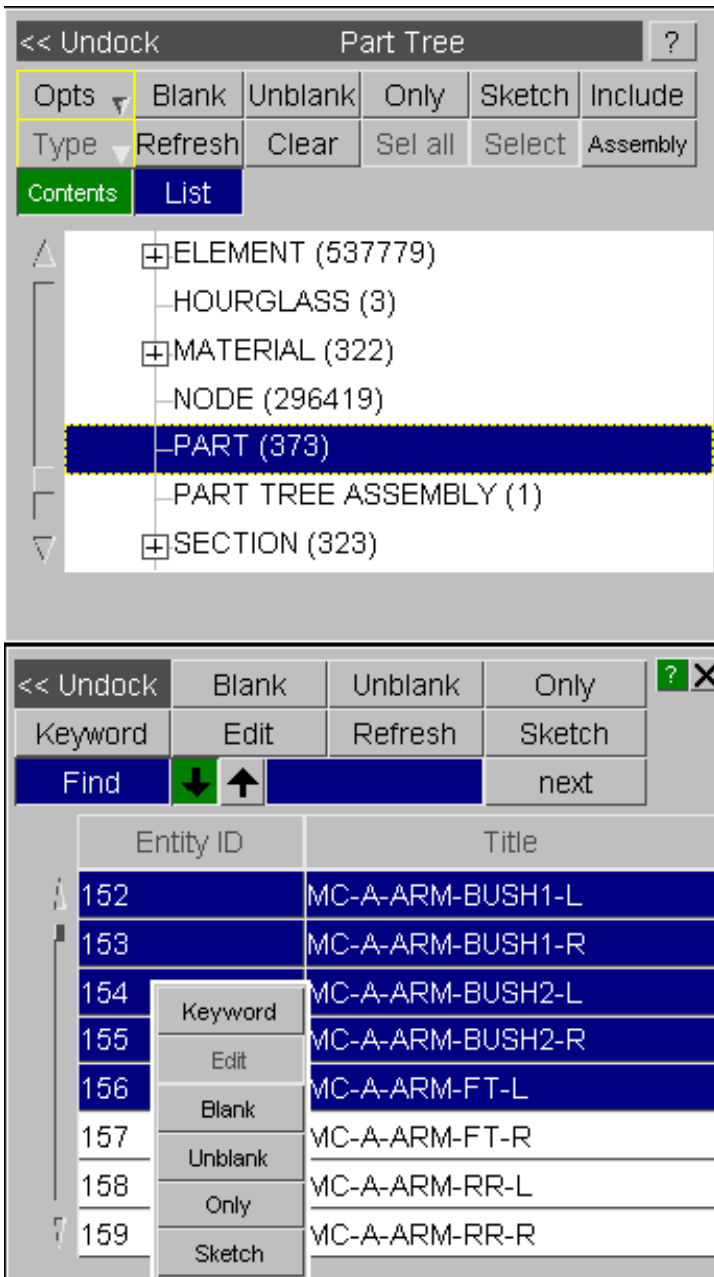 << Undock Part Tree ?
Opts Blank Unblank Only Sketch Include
Type Refresh Clear Sel all Select Assembly
Contents List
ELEMENT (537779)
HOURGLASS (3)
MATERIAL (322)
NODE (296419)
PART (373)
PART TREE ASSEMBLY (1)
SECTION (323)
<< Undock Blank Unblank Only ? X
Keyword Edit Refresh Sketch
Find next
Entity ID Title
152 MC-A-ARM-BUSH1-L
153 MC-A-ARM-BUSH1-R
154 MC-A-ARM-BUSH2-L
155 MC-A-ARM-BUSH2-R
156 MC-A-ARM-FT-L
157 MC-A-ARM-FT-R
158 MC-A-ARM-RR-L
159 MC-A-ARM-RR-R
Keyword
Edit
Blank
Unblank
Only
Sketch